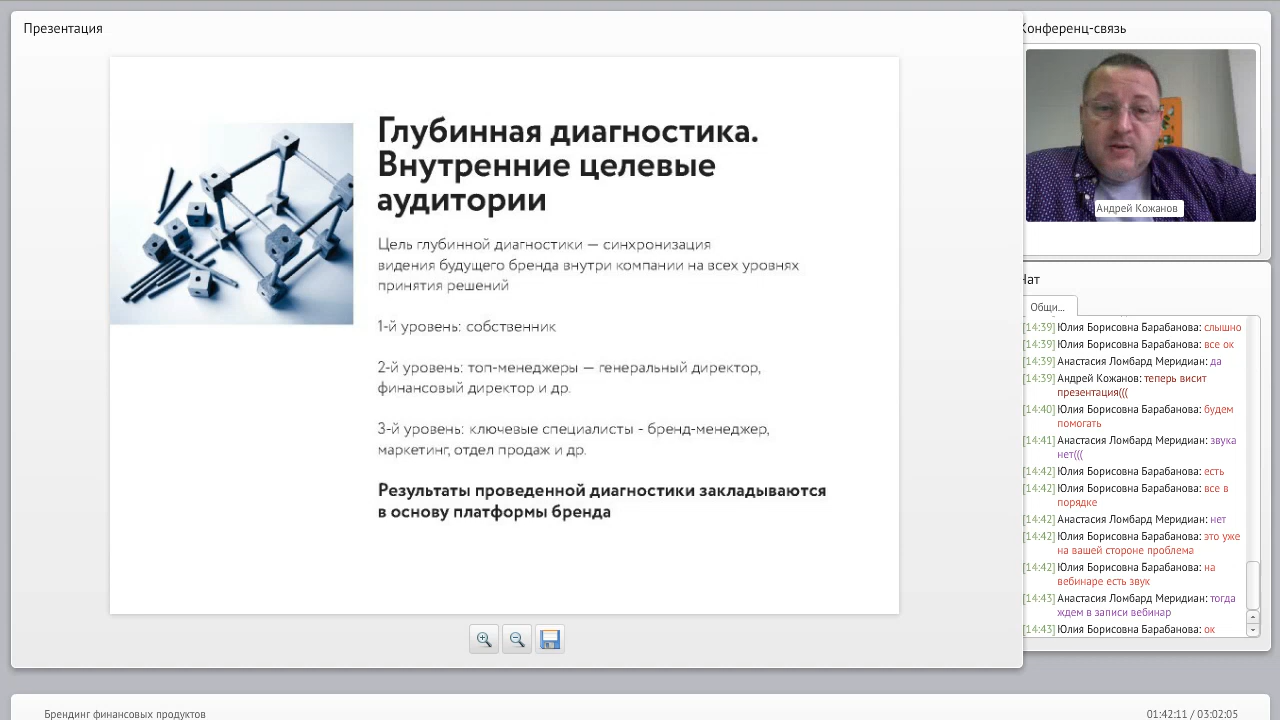 Презентация
Глубинная диагностика.
Внутренние целевые
аудитории
Цель глубинной диагностики — синхронизация
видения будущего бренда внутри компании на всех уровнях
принятия решений
1-й уровень: собственник
2-й уровень: топ-менеджеры — генеральный директор,
финансовый директор и др.
3-й уровень: ключевые специалисты - бренд-менеджер,
маркетинг, отдел продаж и др.
Результаты проведенной диагностики закладываются
в основу платформы бренда
Конференц-связь
Андрей Кожанов
Чат
Общи...
[14:39] Юлия Борисовна Барабанова: слышно
[14:39] Юлия Борисовна Барабанова: все ок
[14:39] Анастасия Ломбард Меридиан: да
[14:39] Андрей Кожанов: теперь висит
презентация(((
[14:40] Юлия Борисовна Барабанова: будем
помогать
[14:41] Анастасия Ломбард Меридиан: звука
нет(((
[14:42] Юлия Борисовна Барабанова: есть
[14:42] Юлия Борисовна Барабанова: все в
порядке
[14:42] Анастасия Ломбард Меридиан: нет
[14:42] Юлия Борисовна Барабанова: это уже
на вашей стороне проблема
[14:42] Юлия Борисовна Барабанова: на
вебинаре есть звук
[14:43] Анастасия Ломбард Меридиан: тогда
ждем в записи вебинар
[14:43] Юлия Борисовна Барабанова: ок
Брендинг финансовых продуктов
01:42:11 / 03:02:05